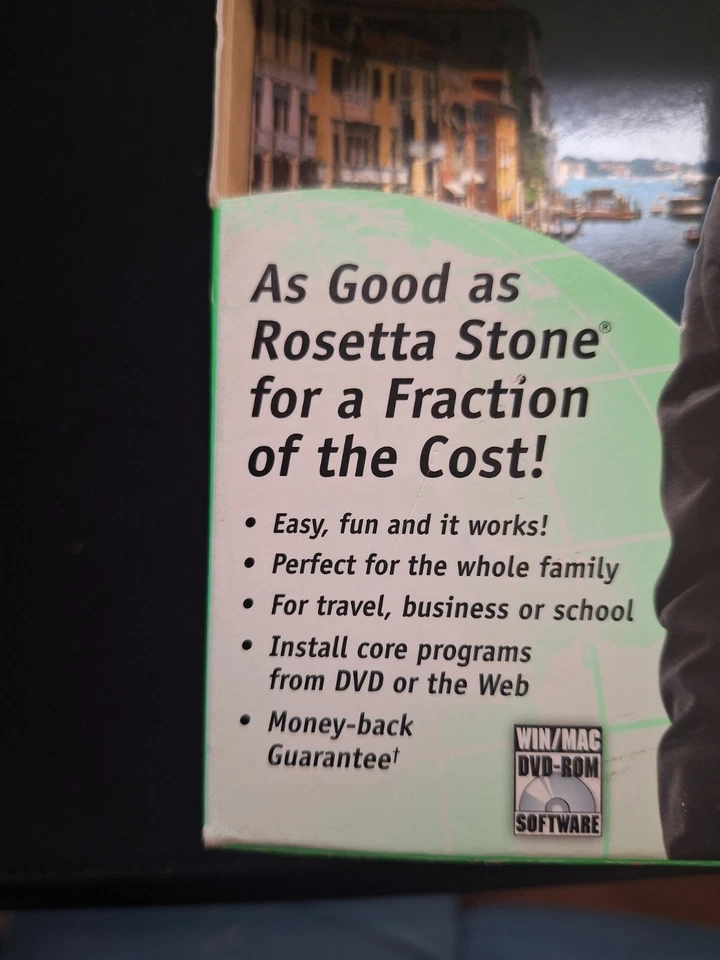 As Good as
Rosetta Stone®
for a Fraction
of the Cost!
• Easy, fun and it works!
• Perfect for the whole family
• For travel, business or school
• Install core programs
from DVD or the Web
• Money-back
Guarantee†
WIN/MAC
DVD-ROM
SOFTWARE